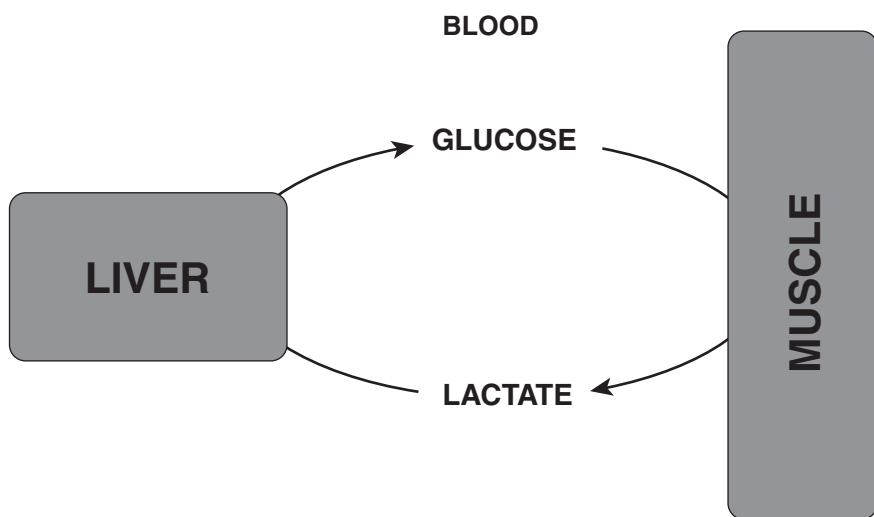 BLOOD
GLUCOSE
LIVER
MUSCLE
LACTATE